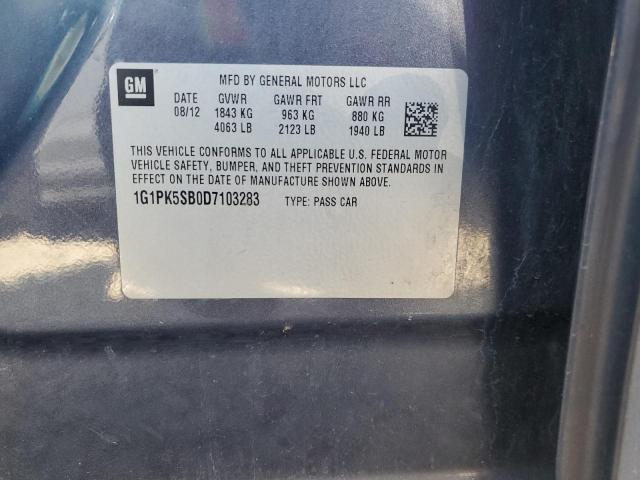 GM
MFD BY GENERAL MOTORS LLC
DATE GVWR GAWR FRT GAWR RR
08/12 1843 KG 963 KG 880 KG
4063 LB 2123 LB 1940 LB
THIS VEHICLE CONFORMS TO ALL APPLICABLE U.S. FEDERAL MOTOR
VEHICLE SAFETY, BUMPER, AND THEFT PREVENTION STANDARDS IN
EFFECT ON THE DATE OF MANUFACTURE SHOWN ABOVE.
1G1PK5SB0D7103283 TYPE: PASS CAR